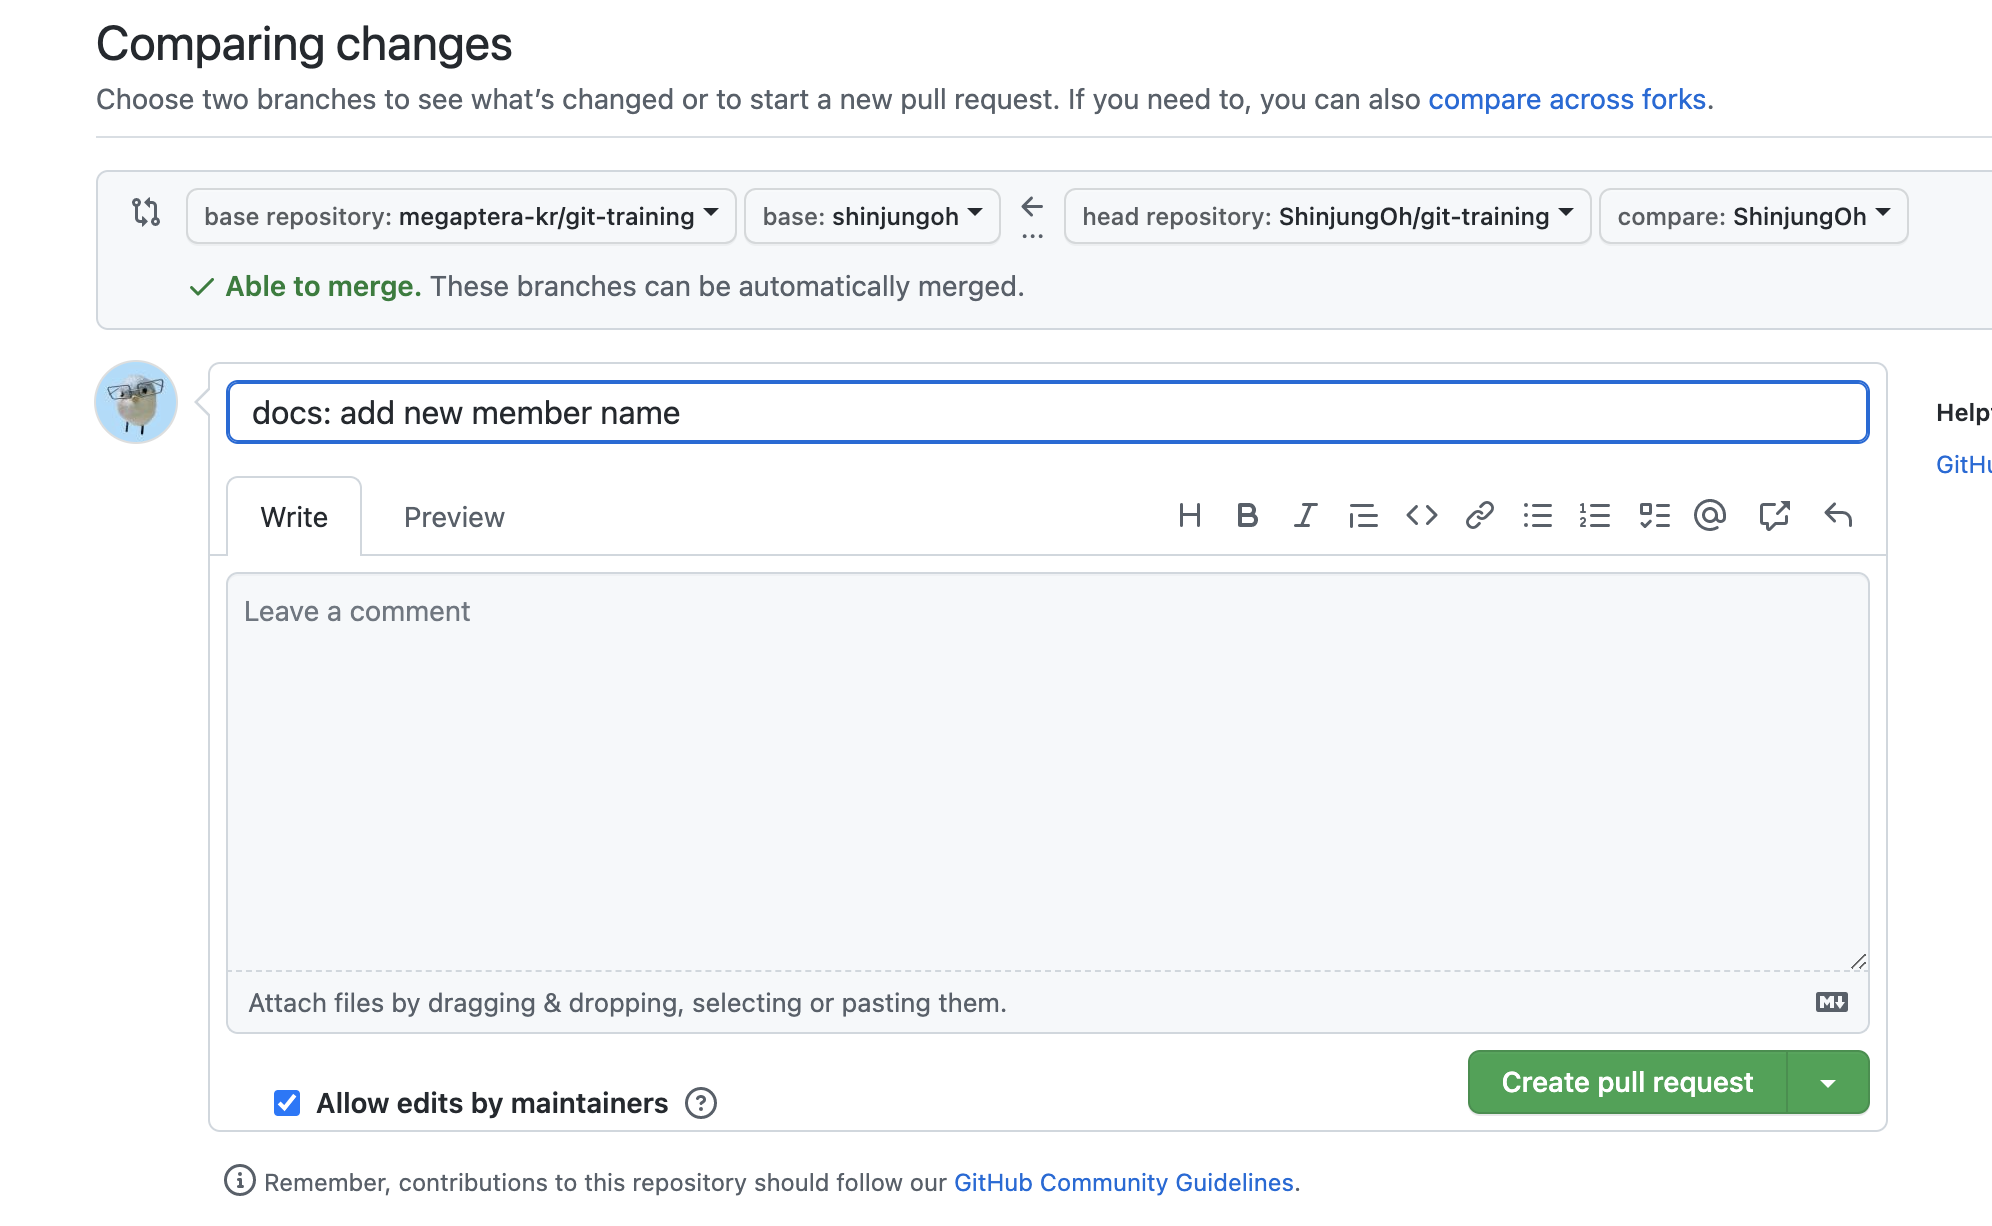 Comparing changes
Choose two branches to see what’s changed or to start a new pull request. If you need to, you can also compare across forks.
base repository: megaptera-kr/git-training base: shinjungoh ... head repository: ShinjungOh/git-training compare: ShinjungOh
Able to merge. These branches can be automatically merged.
docs: add new member name
Help
Write Preview
GitHu
Leave a comment
Attach files by dragging & dropping, selecting or pasting them.
Allow edits by maintainers
Create pull request
Remember, contributions to this repository should follow our GitHub Community Guidelines.